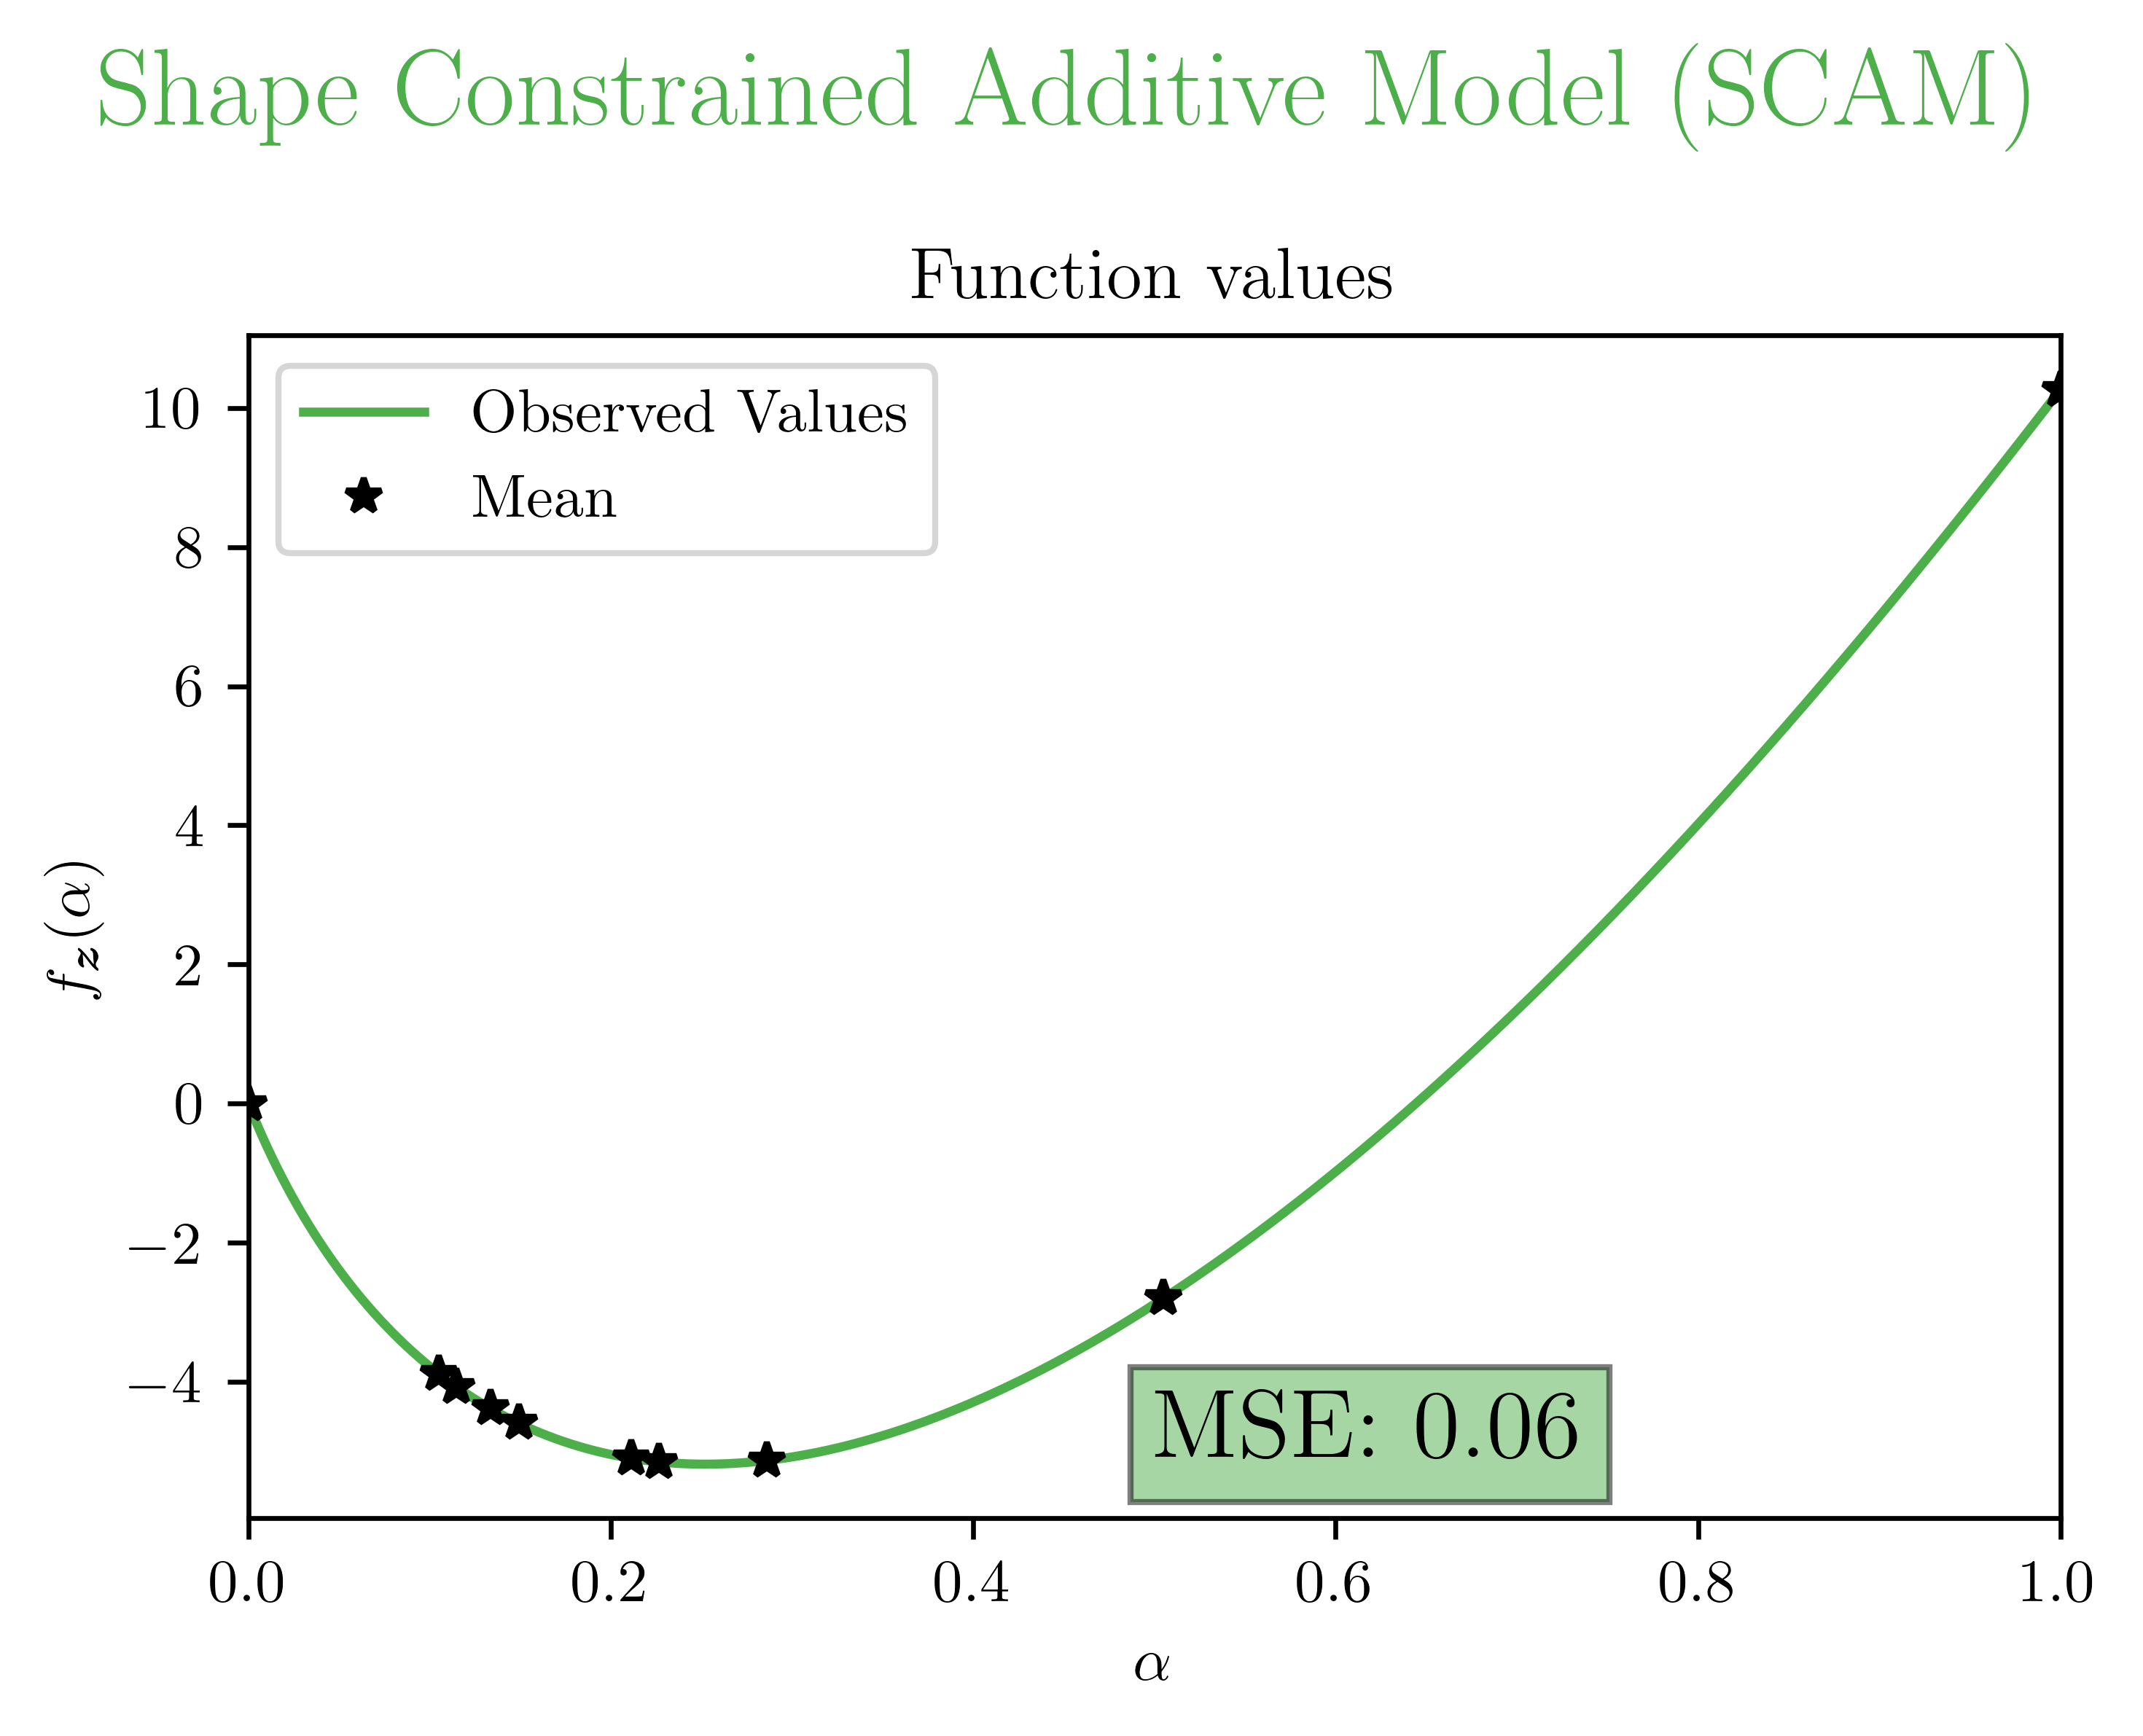 Shape Constrained Additive Model (SCAM)
Function values
Observed Values
Mean
10
8
6
4
2
0
−2
−4
f_z(α)
MSE: 0.06
0.0 0.2 0.4 0.6 0.8 1.0
α